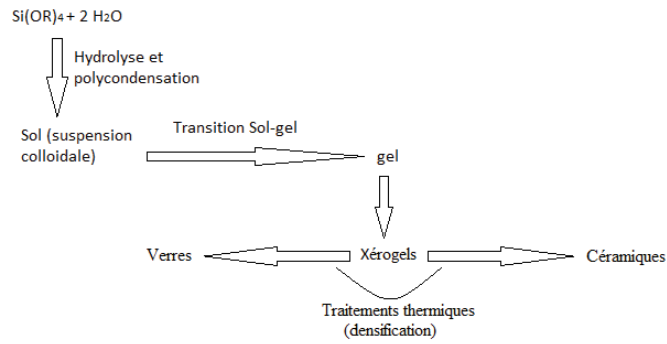 Si(OR)₄ + 2 H₂O
Hydrolyse et
polycondensation
Sol (suspension
colloidale)
Transition Sol-gel
gel
Verres
Xérogels
Céramiques
Traitements thermiques
(densification)